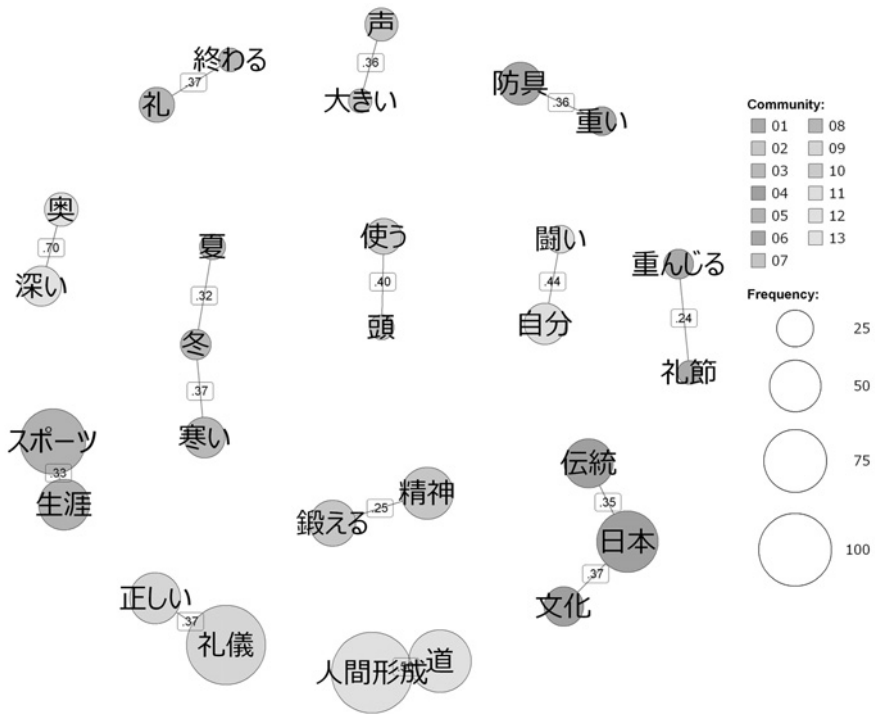 声
.36
大きい
終わる
.37
礼
防具
.36
重い
Community:
01 08
02 09
03 10
04 11
05 12
06 13
07
奥
.70
深い
夏
.32
冬
.37
寒い
使う
.40
頭
闘い
.44
自分
重んじる
.24
礼節
Frequency:
25
50
75
100
スポーツ
.33
生涯
精神
.25
鍛える
伝統
.35
日本
.37
文化
正しい
.37
礼儀
人間形成
道